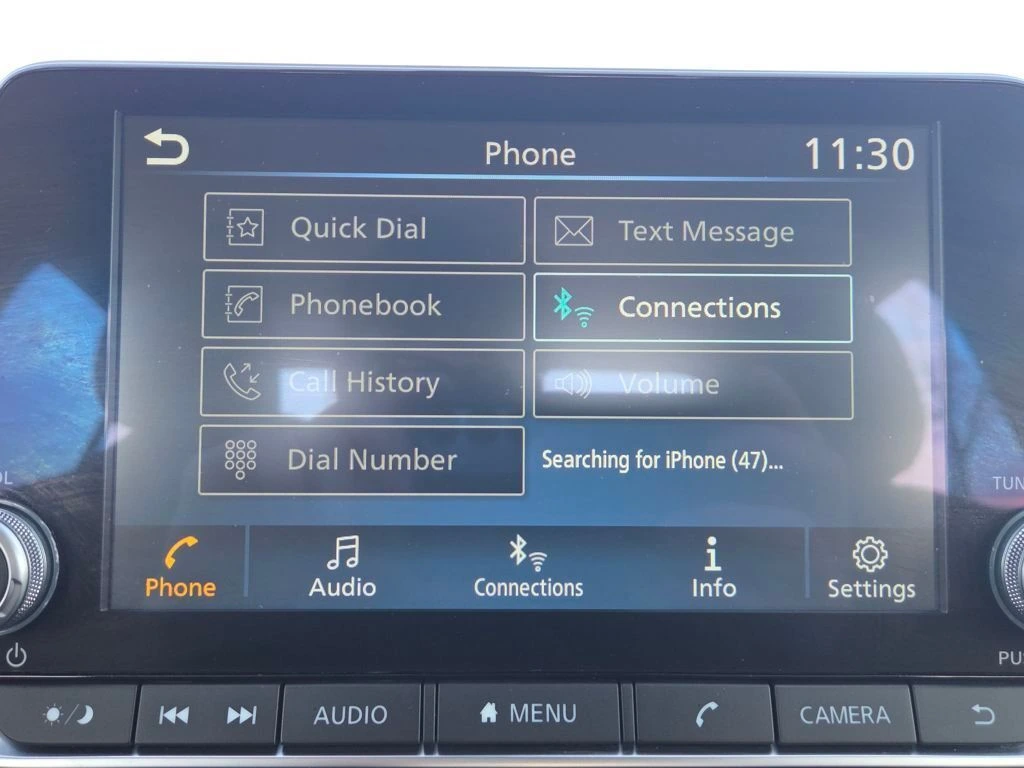 Phone 11:30
Quick Dial Text Message
Phonebook Connections
Call History Volume
Dial Number Searching for iPhone (47)...
Phone Audio Connections Info Settings
AUDIO MENU CAMERA